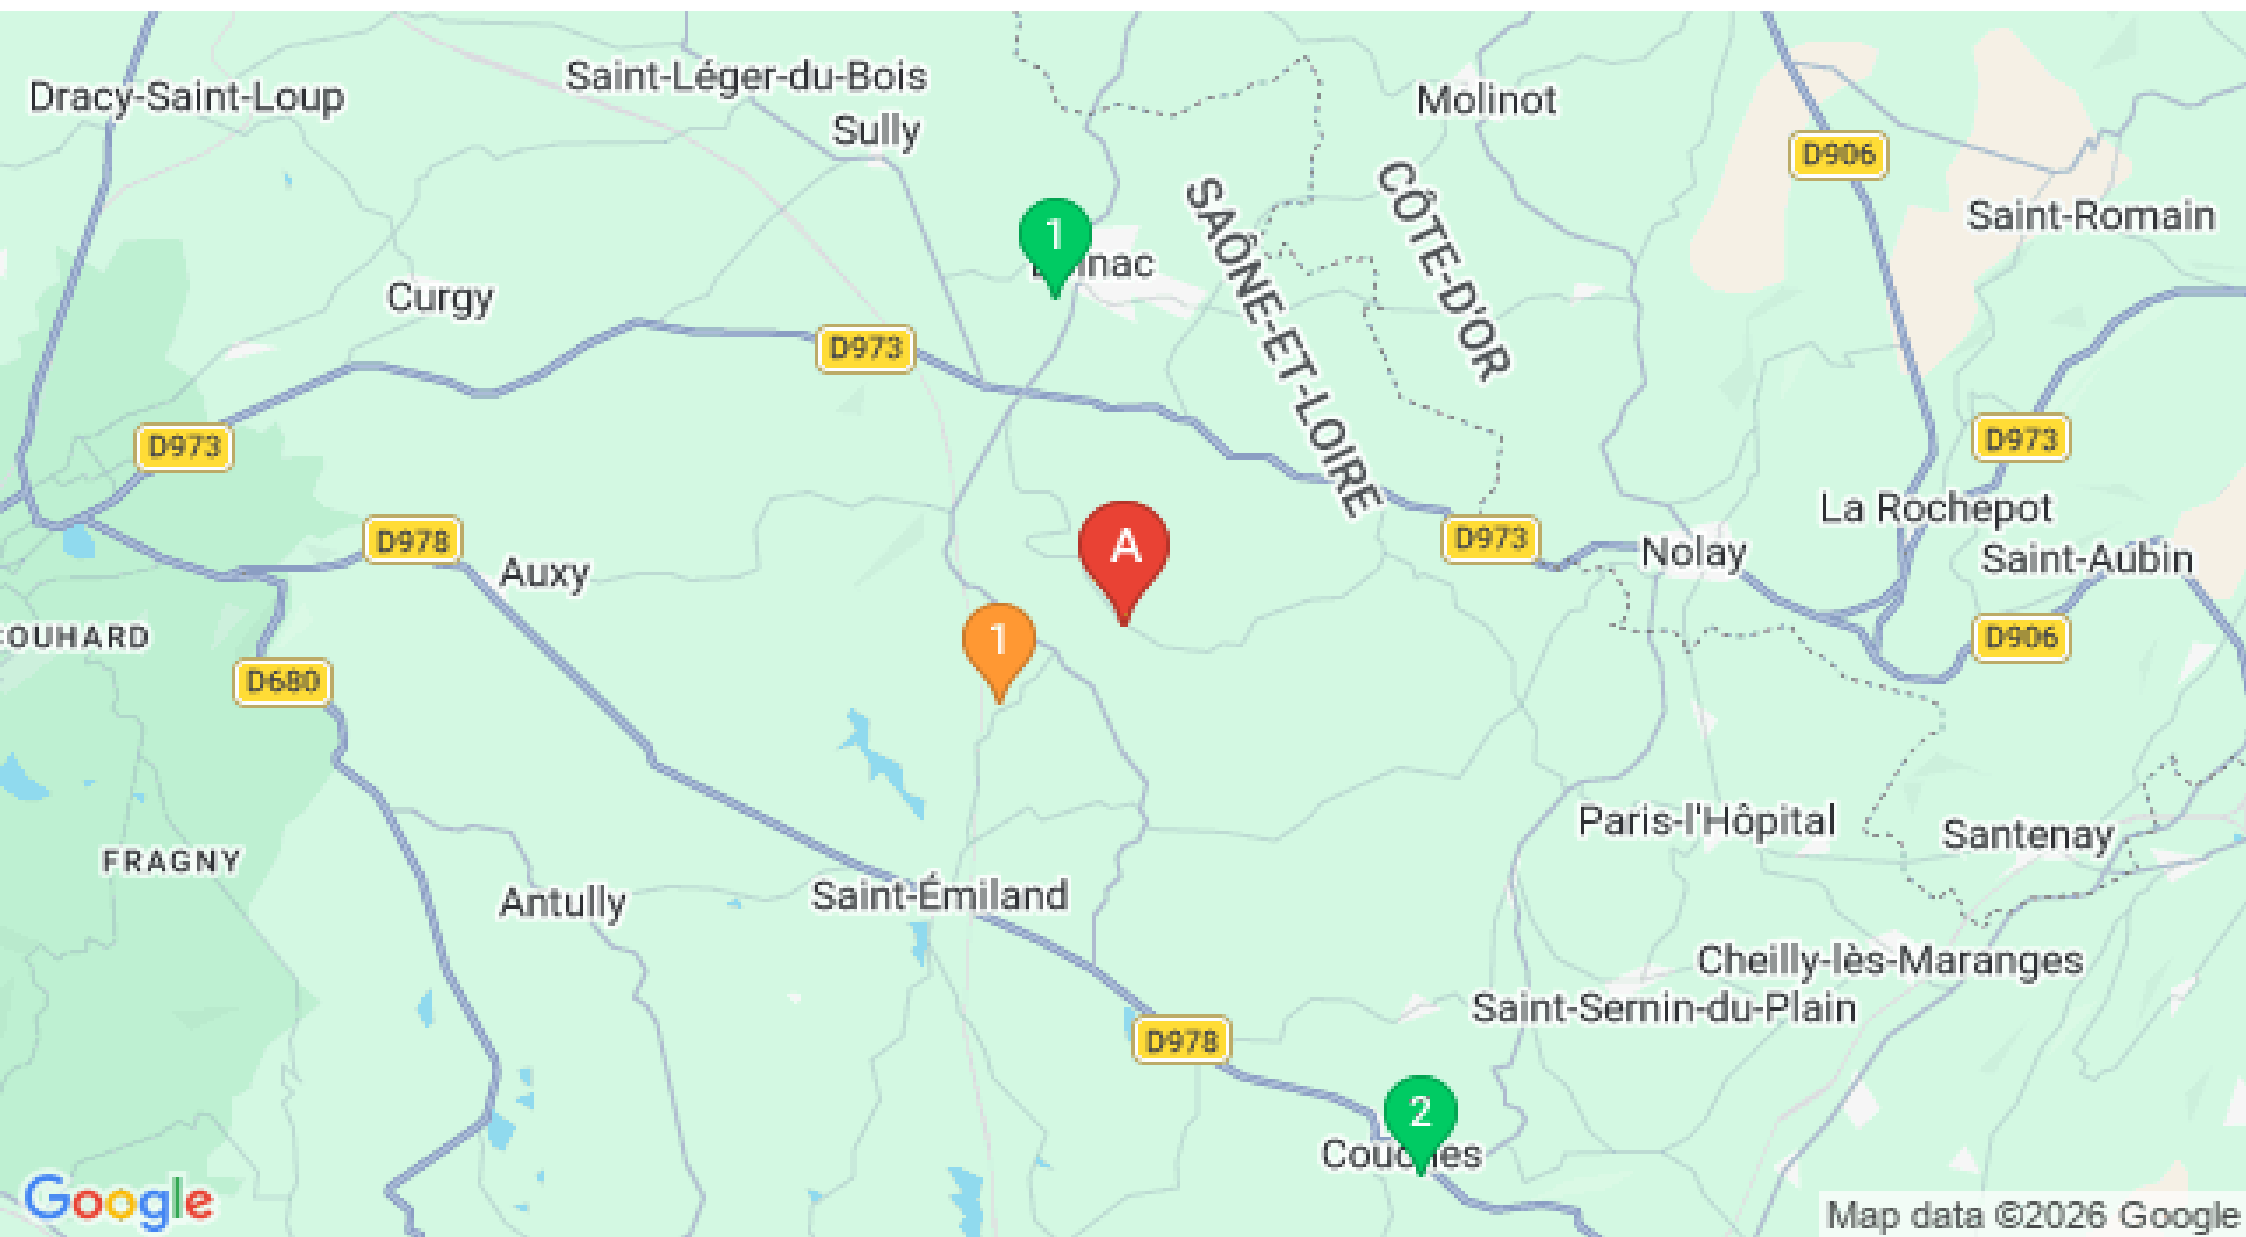 Saint-Léger-du-Bois
Dracy-Saint-Loup
Molinot
Sully
D906
Saint-Romain
1
SAÔNE-ET-LOIRE
CÔTE-D'OR
Curgy
D973
D973
D973
La Rochepot
D978
D973
A
Nolay
Saint-Aubin
Auxy
OUHARD
1
D906
D680
Paris-l'Hôpital
Santenay
FRAGNY
Saint-Émiland
Antully
Cheilly-lès-Maranges
Saint-Sernin-du-Plain
D978
2
Google
Map data ©2026 Google